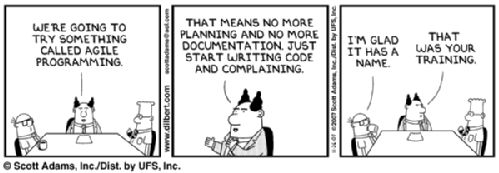 WE'RE GOING TO
TRY SOMETHING
CALLED AGILE
PROGRAMMING.
www.dilbert.com
scottadams@aol.com
THAT MEANS NO MORE
PLANNING AND NO MORE
DOCUMENTATION. JUST
START WRITING CODE
AND COMPLAINING.
©2007 Scott Adams, Inc./Dist. by UFS, Inc.
I'M GLAD
IT HAS A
NAME.
THAT
WAS YOUR
TRAINING.
© Scott Adams, Inc./Dist. by UFS, Inc.